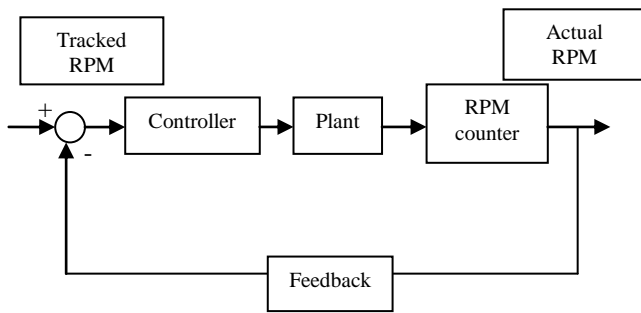 Tracked
RPM
Actual
RPM
+
Controller
Plant
RPM
counter
-
Feedback